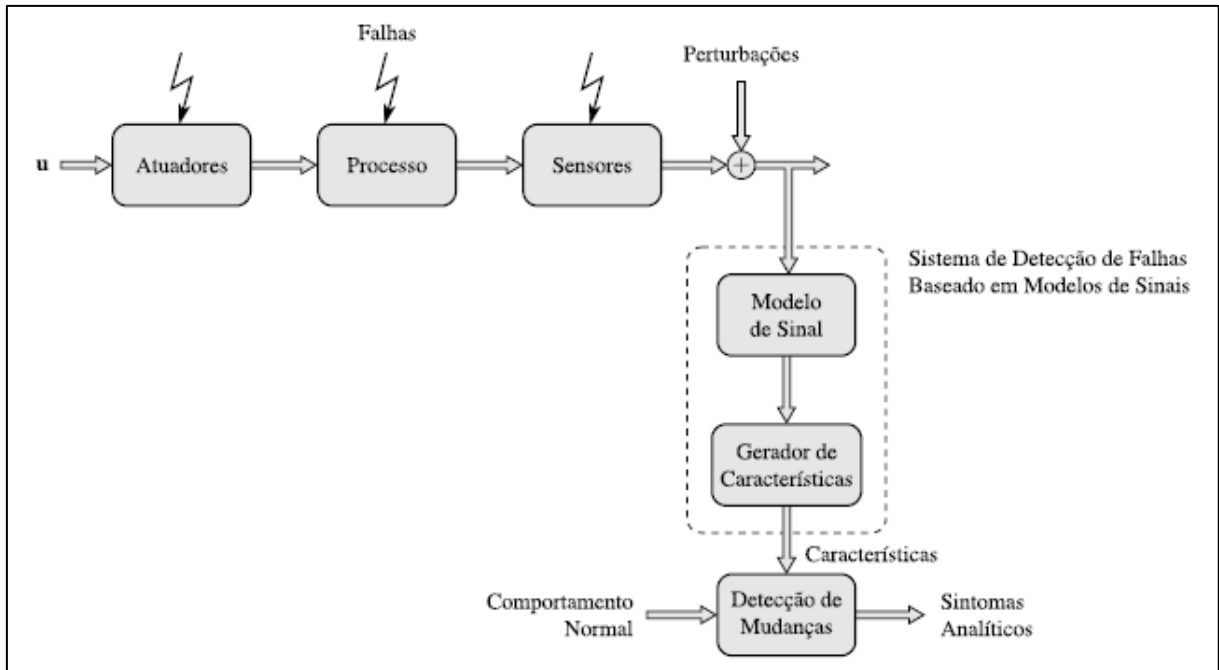 Falhas
Perturbações
u
Atuadores
Processo
Sensores
+
Sistema de Detecção de Falhas
Baseado em Modelos de Sinais
Modelo
de Sinal
Gerador de
Características
Características
Comportamento
Normal
Detecção de
Mudanças
Sintomas
Analíticos